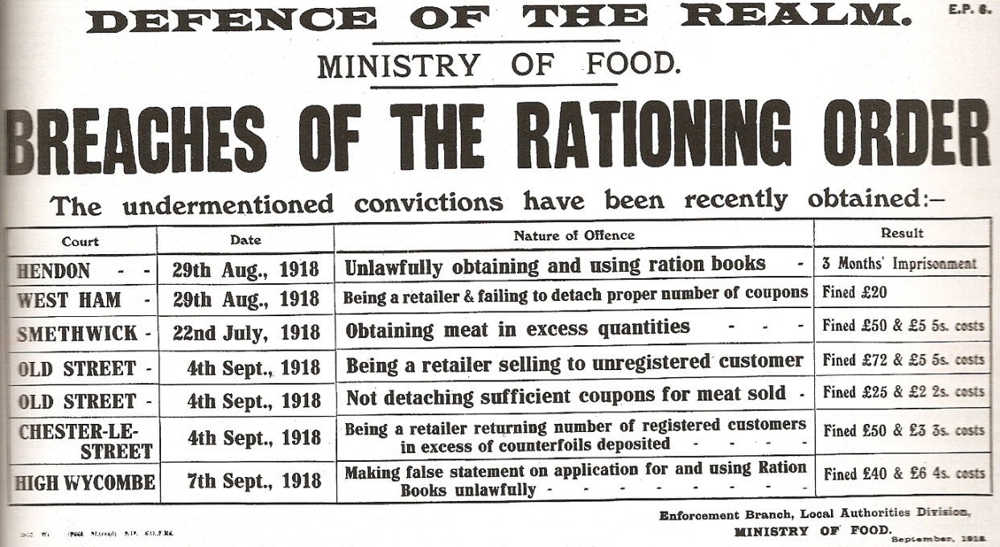 DEFENCE OF THE REALM.
E.P. 6.
MINISTRY OF FOOD.
BREACHES OF THE RATIONING ORDER
The undermentioned convictions have been recently obtained:—
Court Date Nature of Offence Result
HENDON - - 29th Aug., 1918 Unlawfully obtaining and using ration books - 3 Months' Imprisonment
WEST HAM - 29th Aug., 1918 Being a retailer & failing to detach proper number of coupons Fined £20
SMETHWICK - 22nd July, 1918 Obtaining meat in excess quantities - - - Fined £50 & £5 5s. costs
OLD STREET - 4th Sept., 1918 Being a retailer selling to unregistered customer Fined £72 & £5 5s. costs
OLD STREET - 4th Sept., 1918 Not detaching sufficient coupons for meat sold - Fined £25 & £2 2s. costs
CHESTER-LE-
STREET 4th Sept., 1918 Being a retailer returning number of registered customers
in excess of counterfoils deposited - - - - Fined £50 & £3 3s. costs
HIGH WYCOMBE 7th Sept., 1918 Making false statement on application for and using Ration
Books unlawfully - - - - - - - - Fined £40 & £6 4s. costs
Enforcement Branch, Local Authorities Division,
MINISTRY OF FOOD.
September, 1918.